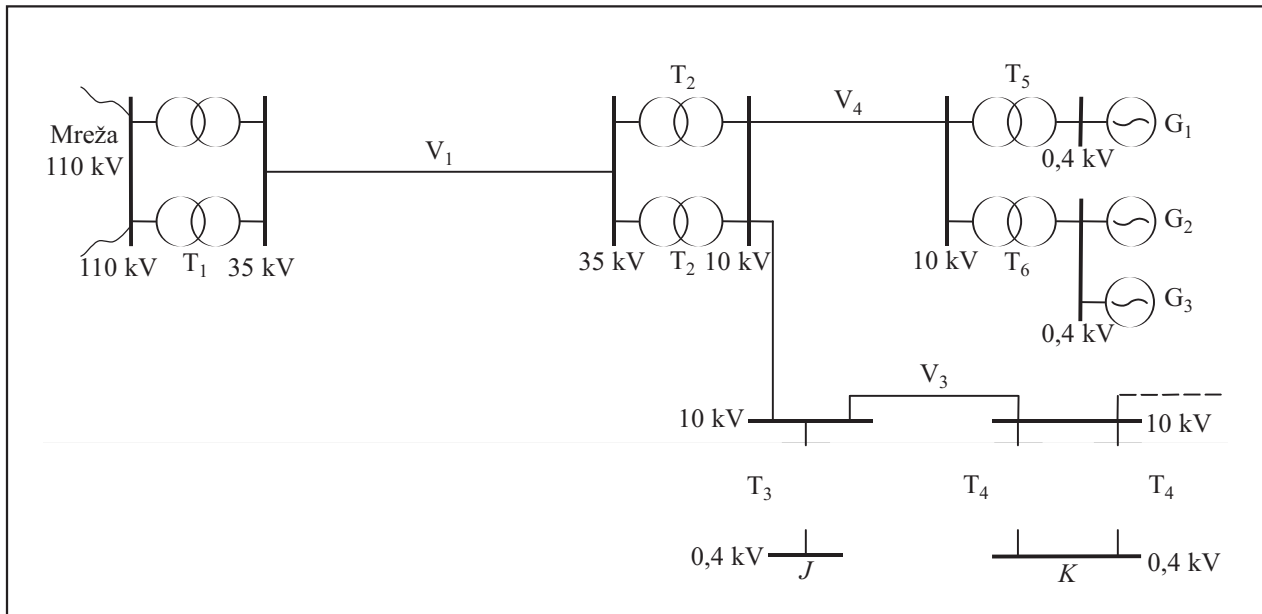 T2
T5
V4
G1
Mreža
110 kV
V1
0,4 kV
G2
110 kV
T1
35 kV
35 kV
T2
10 kV
10 kV
T6
G3
0,4 kV
V3
10 kV
10 kV
T3
T4
T4
0,4 kV
J
K
0,4 kV